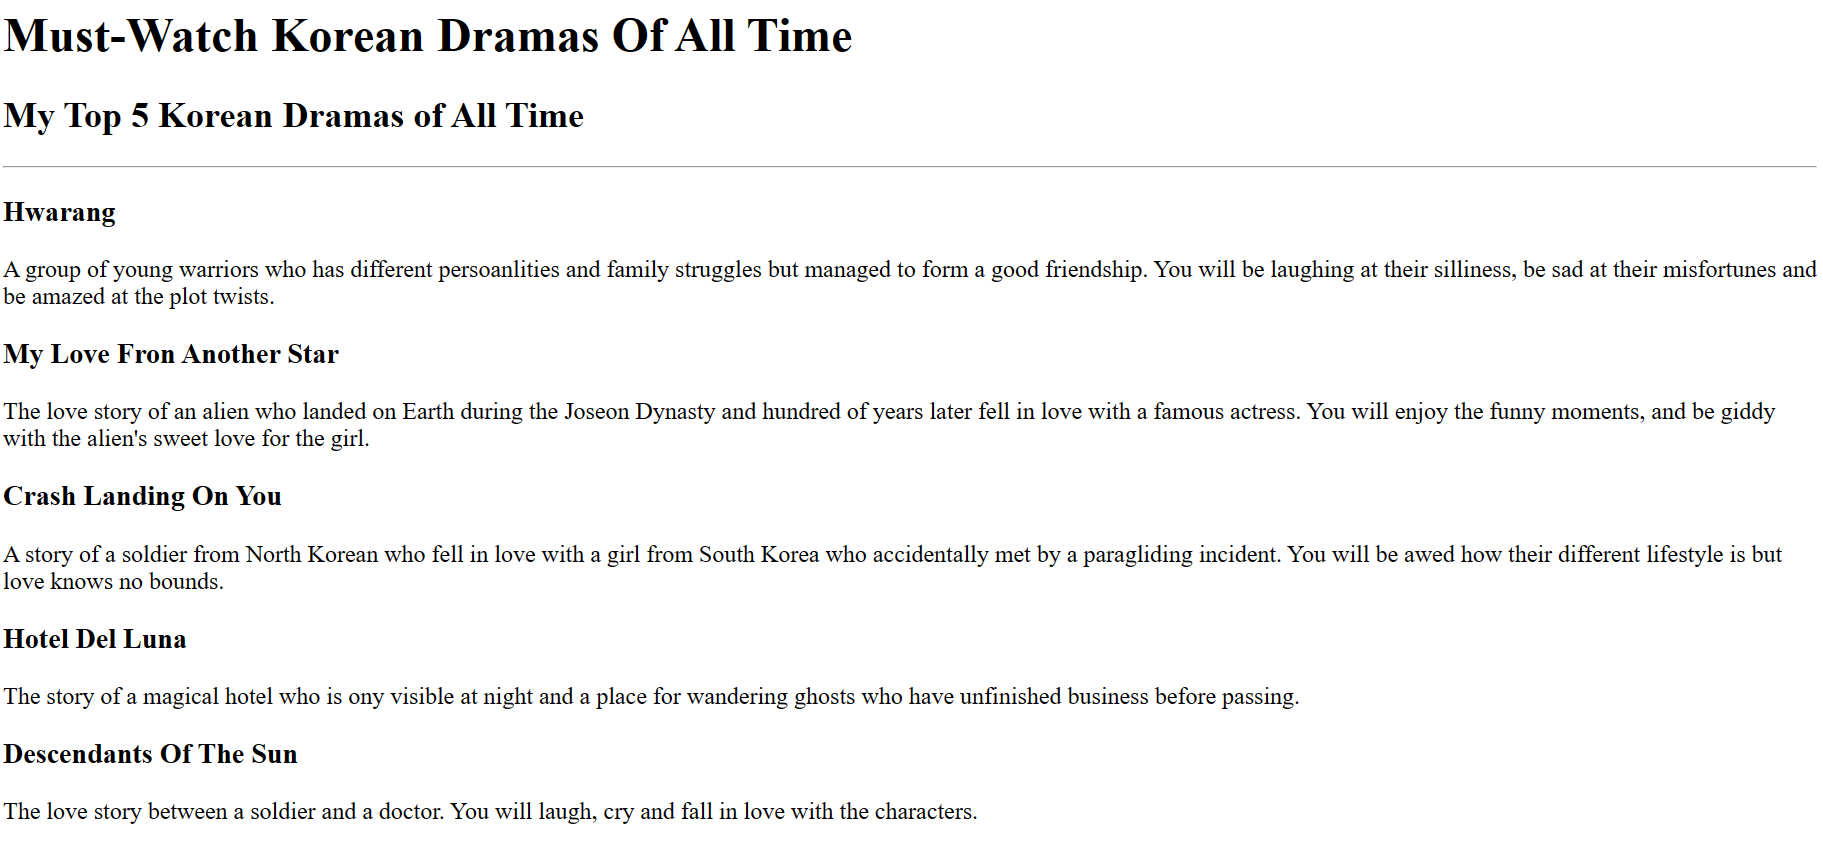 Must-Watch Korean Dramas Of All Time
My Top 5 Korean Dramas of All Time
Hwarang
A group of young warriors who has different persoanlities and family struggles but managed to form a good friendship. You will be laughing at their silliness, be sad at their misfortunes and
be amazed at the plot twists.
My Love Fron Another Star
The love story of an alien who landed on Earth during the Joseon Dynasty and hundred of years later fell in love with a famous actress. You will enjoy the funny moments, and be giddy
with the alien's sweet love for the girl.
Crash Landing On You
A story of a soldier from North Korean who fell in love with a girl from South Korea who accidentally met by a paragliding incident. You will be awed how their different lifestyle is but
love knows no bounds.
Hotel Del Luna
The story of a magical hotel who is ony visible at night and a place for wandering ghosts who have unfinished business before passing.
Descendants Of The Sun
The love story between a soldier and a doctor. You will laugh, cry and fall in love with the characters.